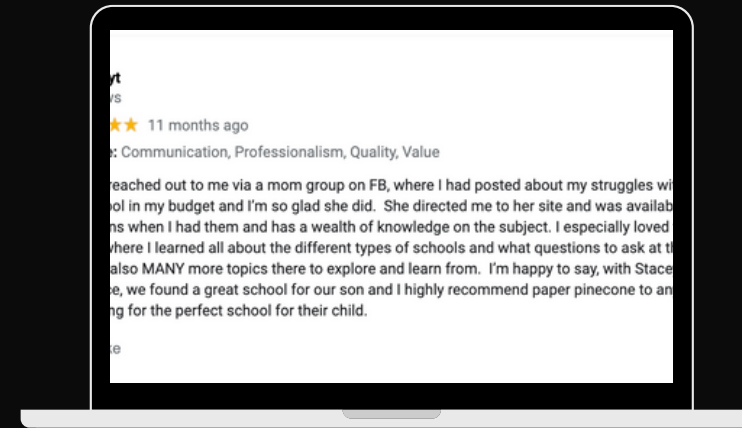 yt
vs
11 months ago
: Communication, Professionalism, Quality, Value
reached out to me via a mom group on FB, where I had posted about my struggles wi
ol in my budget and I'm so glad she did. She directed me to her site and was availab
ns when I had them and has a wealth of knowledge on the subject. I especially loved
where I learned all about the different types of schools and what questions to ask at t
also MANY more topics there to explore and learn from. I'm happy to say, with Stace
e, we found a great school for our son and I highly recommend paper pinecone to an
ng for the perfect school for their child.
ke